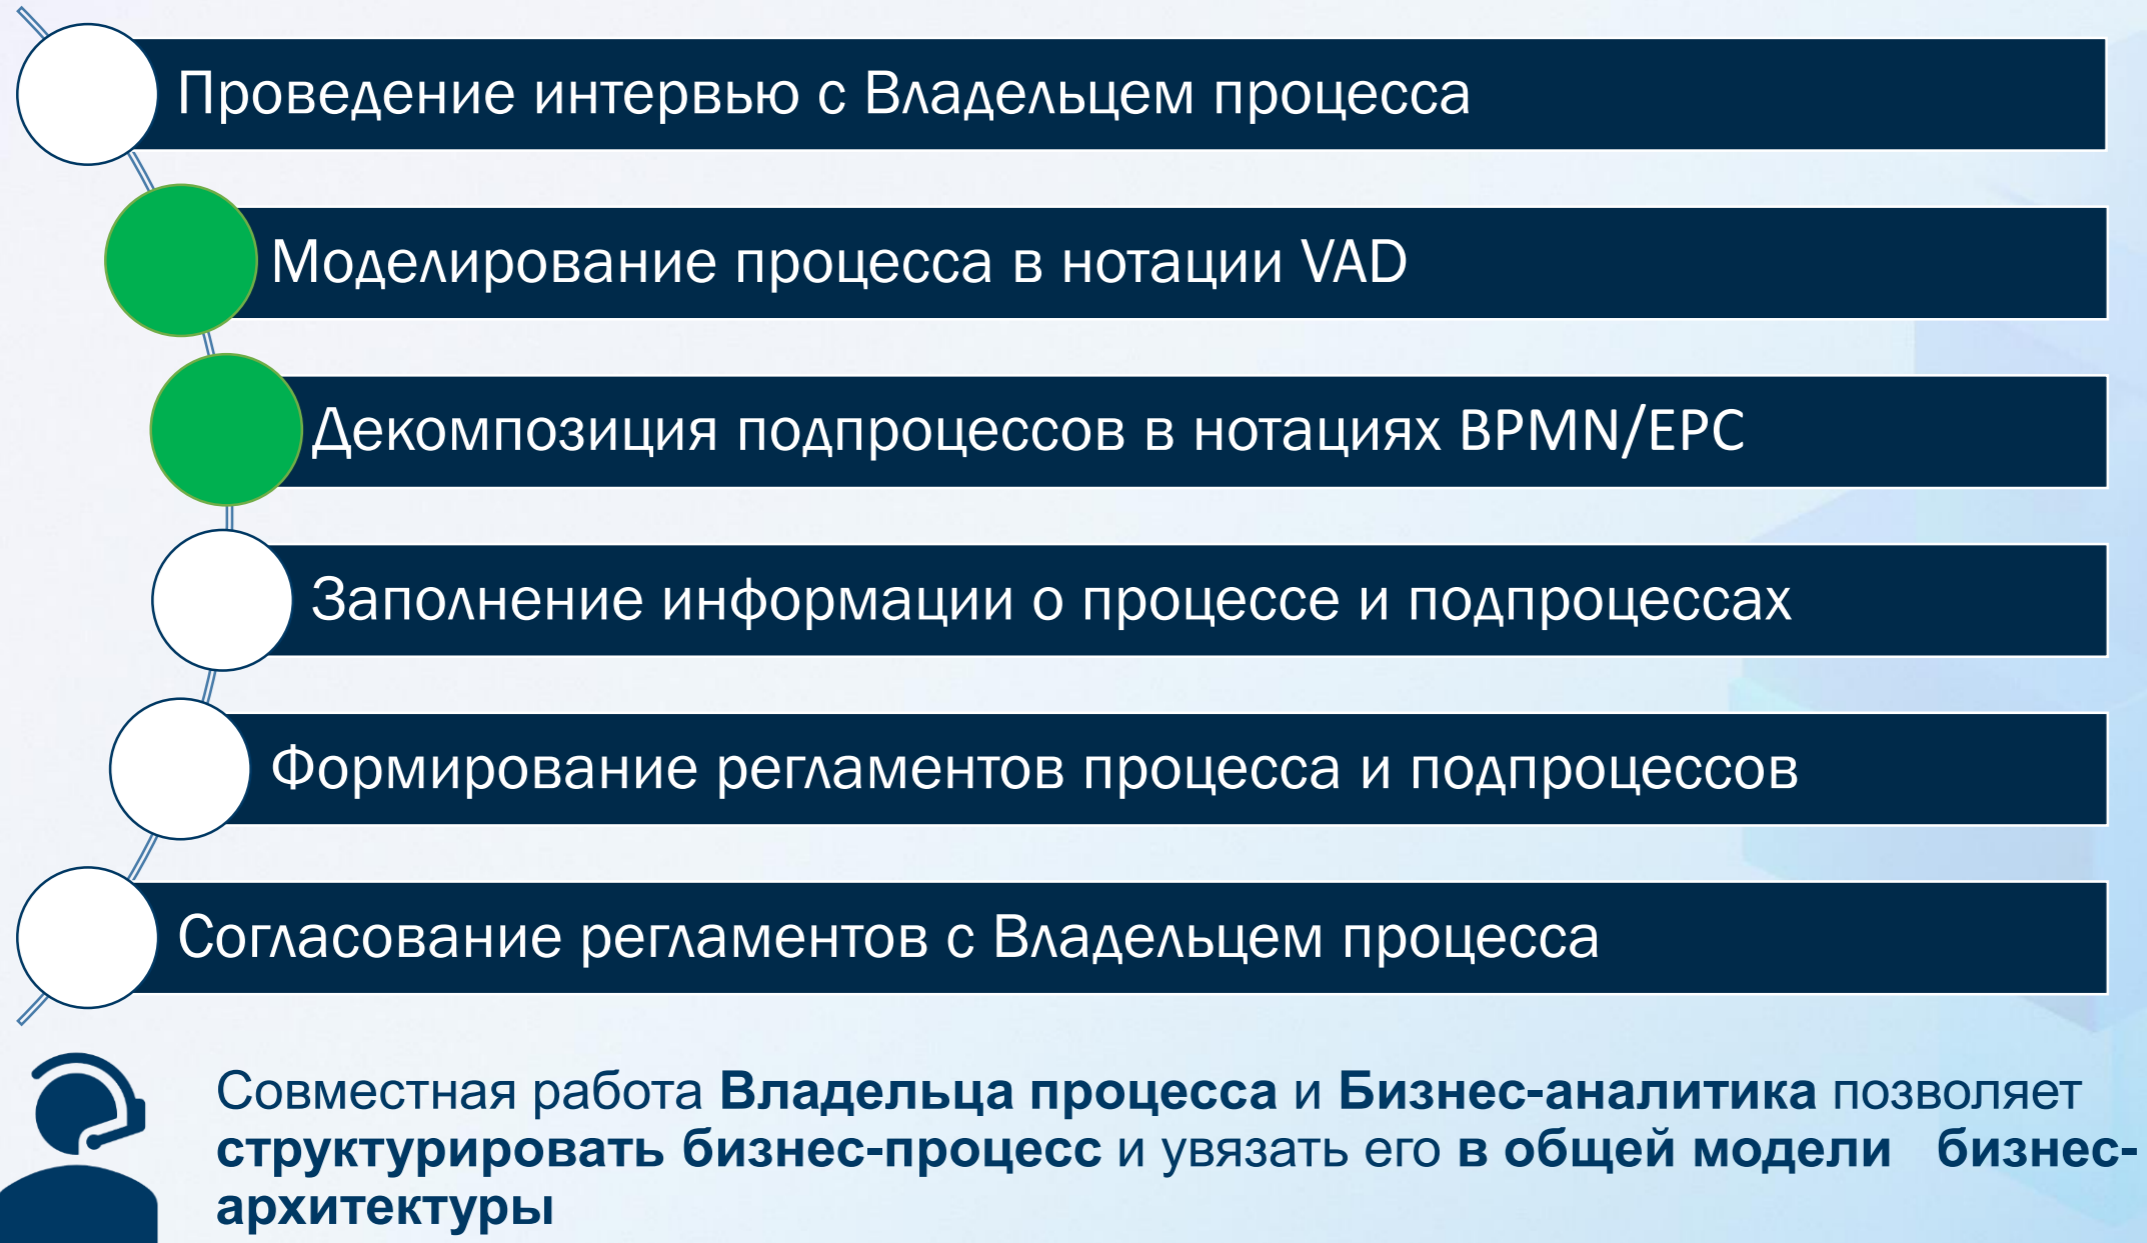 Проведение интервью с Владельцем процесса
Моделирование процесса в нотации VAD
Декомпозиция подпроцессов в нотациях BPMN/EPC
Заполнение информации о процессе и подпроцессах
Формирование регламентов процесса и подпроцессов
Согласование регламентов с Владельцем процесса
Совместная работа Владельца процесса и Бизнес-аналитика позволяет
структурировать бизнес-процесс и увязать его в общей модели бизнес-
архитектуры